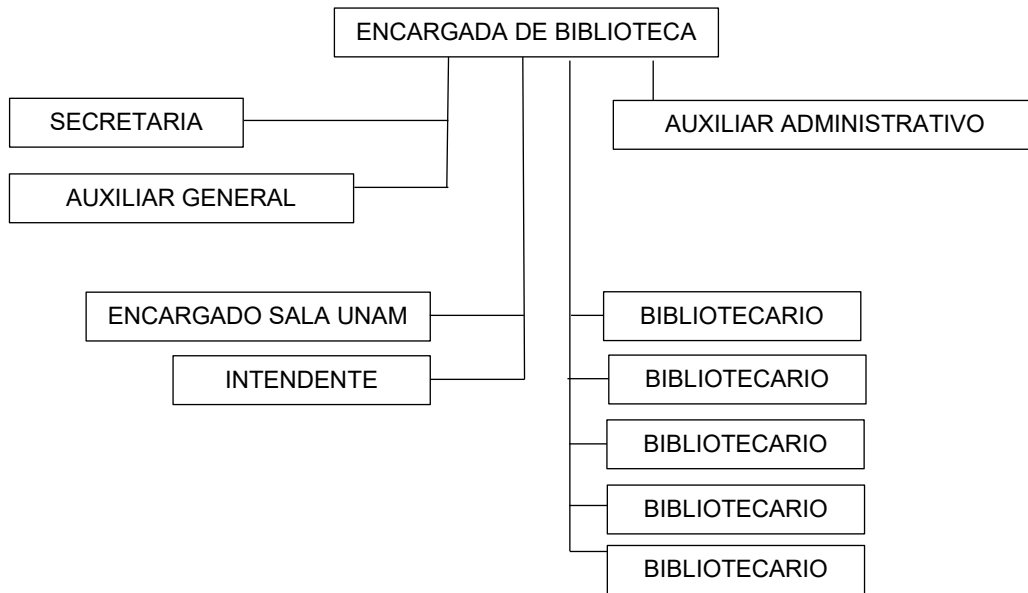 ENCARGADA DE BIBLIOTECA
SECRETARIA
AUXILIAR ADMINISTRATIVO
AUXILIAR GENERAL
ENCARGADO SALA UNAM
BIBLIOTECARIO
INTENDENTE
BIBLIOTECARIO
BIBLIOTECARIO
BIBLIOTECARIO
BIBLIOTECARIO